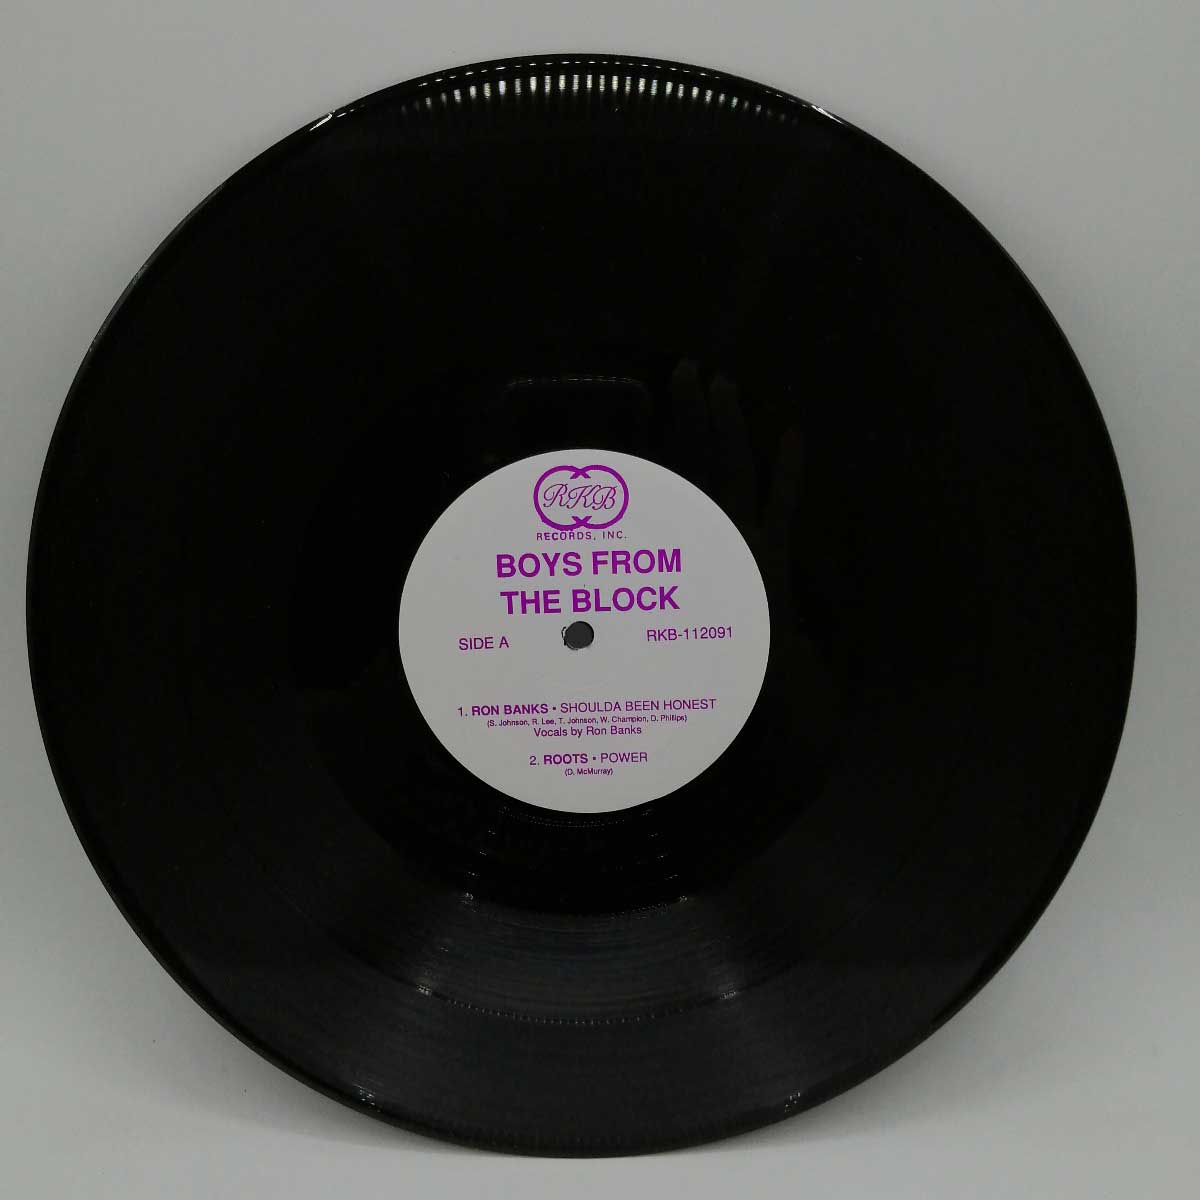 RKB
RECORDS, INC.
BOYS FROM
THE BLOCK
SIDE A RKB-112091
1. RON BANKS • SHOULDA BEEN HONEST
(S. Johnson, R. Lee, T. Johnson, W. Champion, D. Phillips)
Vocals by Ron Banks
2. ROOTS • POWER
(D. McMurray)